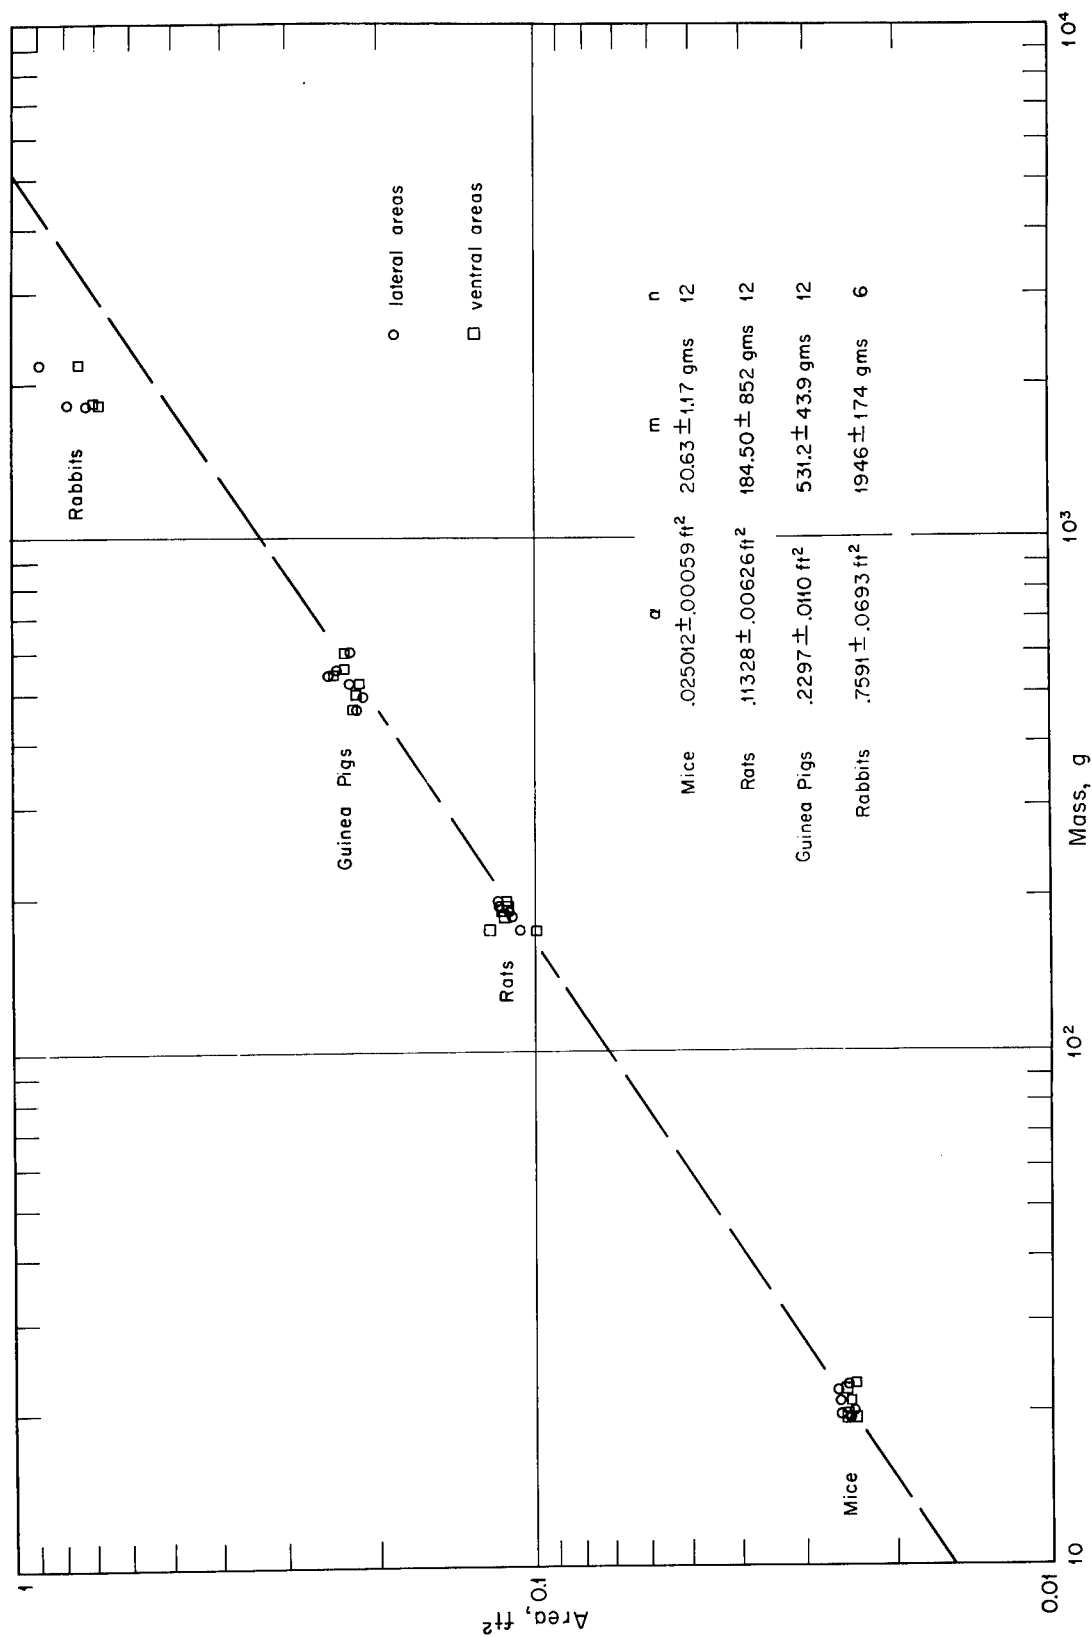 1
0.1
0.01
Area, ft²
10
10²
10³
10⁴
Mass, g
Rabbits
Guinea Pigs
Rats
Mice
○ lateral areas
□ ventral areas
a m n
Mice .025012±.00059 ft² 20.63±1.17 gms 12
Rats .11328±.00626 ft² 184.50±852 gms 12
Guinea Pigs .2297±.0110 ft² 531.2±43.9 gms 12
Rabbits .7591±.0693 ft² 1946±174 gms 6